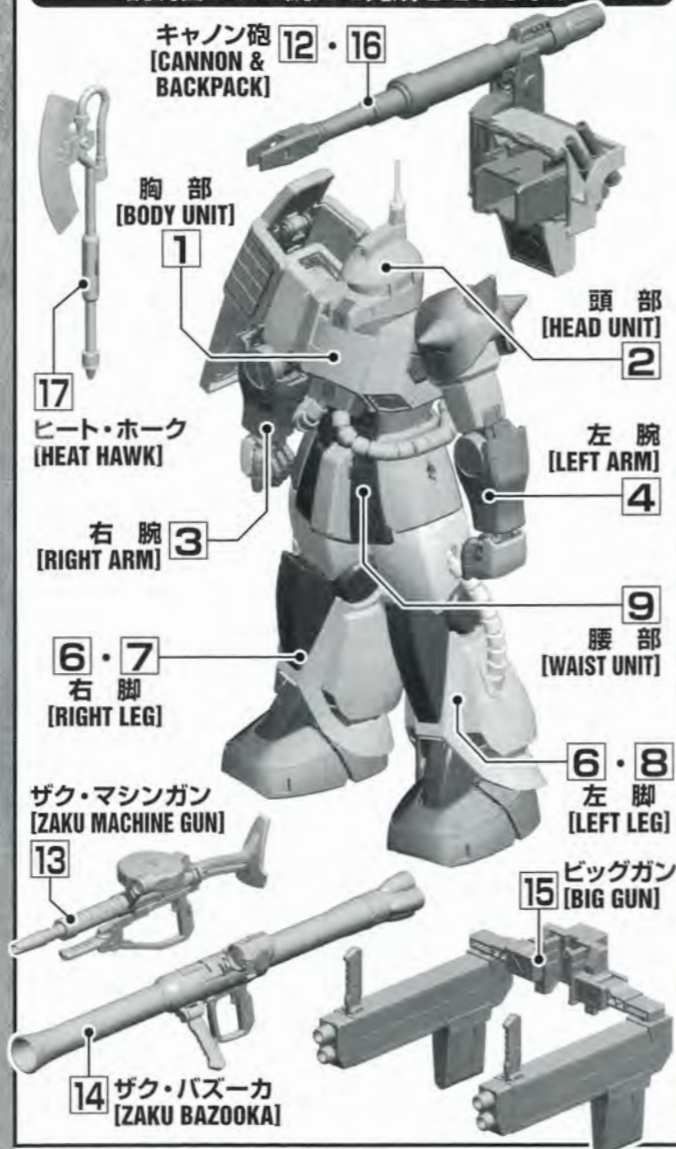 キャノン砲 12・16
[CANNON &
BACKPACK]
胸 部
[BODY UNIT]
1
頭 部
[HEAD UNIT]
2
17
ヒート・ホーク
[HEAT HAWK]
左 腕
[LEFT ARM]
4
右 腕
[RIGHT ARM] 3
9
腰 部
[WAIST UNIT]
6・7
右 脚
[RIGHT LEG]
6・8
左 脚
[LEFT LEG]
ザク・マシンガン
[ZAKU MACHINE GUN]
13
15 ビッグガン
[BIG GUN]
14 ザク・バズーカ
[ZAKU BAZOOKA]